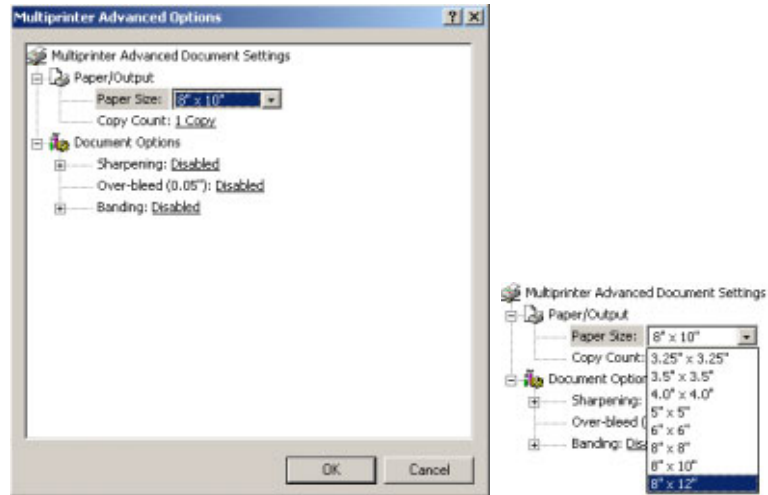 Multiprinter Advanced Options
Multiprinter Advanced Document Settings
Paper/Output
Paper Size: 8" x 10"
Copy Count: 1 Copy
Document Options
Sharpening: Disabled
Over-bleed (0.05"): Disabled
Banding: Disabled
OK Cancel
Multiprinter Advanced Document Settings
Paper/Output
Paper Size: 8" x 10"
Copy Count: 3.25" x 3.25"
Document Option 3.5" x 3.5"
4.0" x 4.0"
Sharpening: 5" x 5"
Over-bleed ( 6" x 6"
Banding: Dis 8" x 8"
8" x 10"
8" x 12"